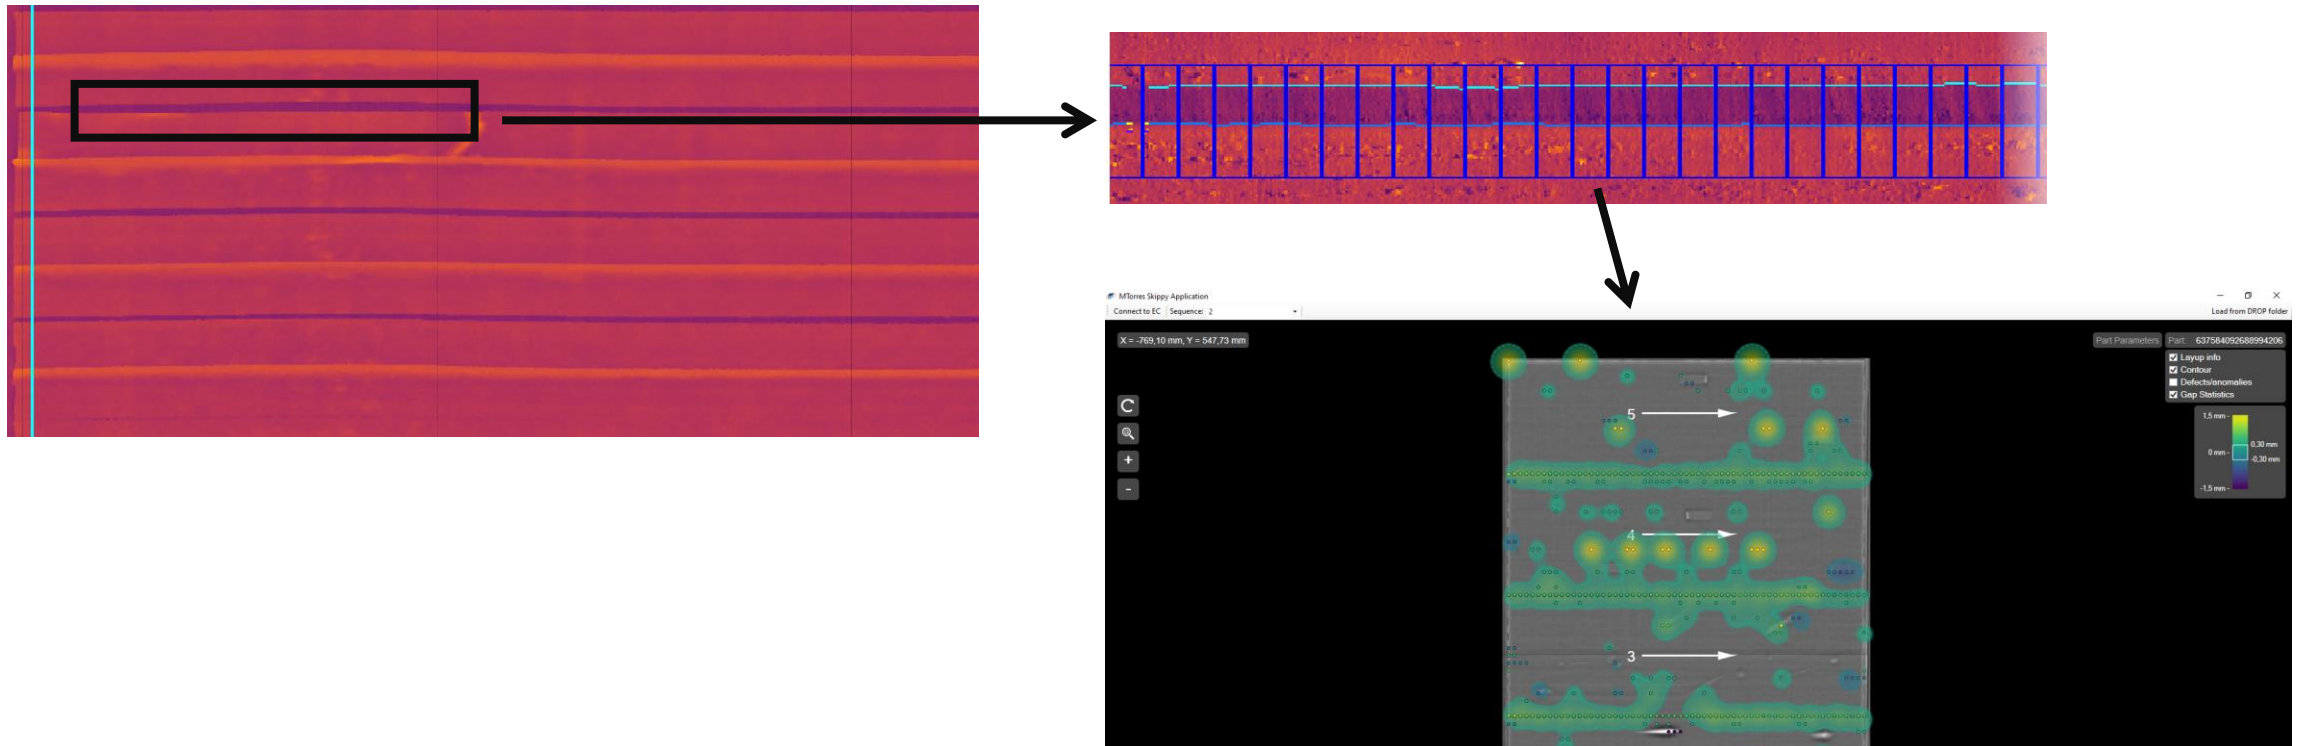 MTorres Skippy Application
Connect to EC Sequence: 2 Load from DROP folder
X = -769,10 mm, Y = 547,73 mm
Part Parameters Part: 637584092688994206
Layup info
Contour
Defects/anomalies
Gap Statistics
1,5 mm -
0,30 mm
0 mm -
-0,30 mm
-1,5 mm -
+
-
5
4
3